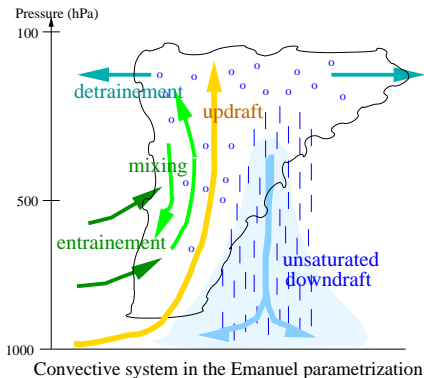 Pressure (hPa)
100
detrainement
updraft
mixing
500
entrainement
unsaturated
downdraft
1000
Convective system in the Emanuel parametrization